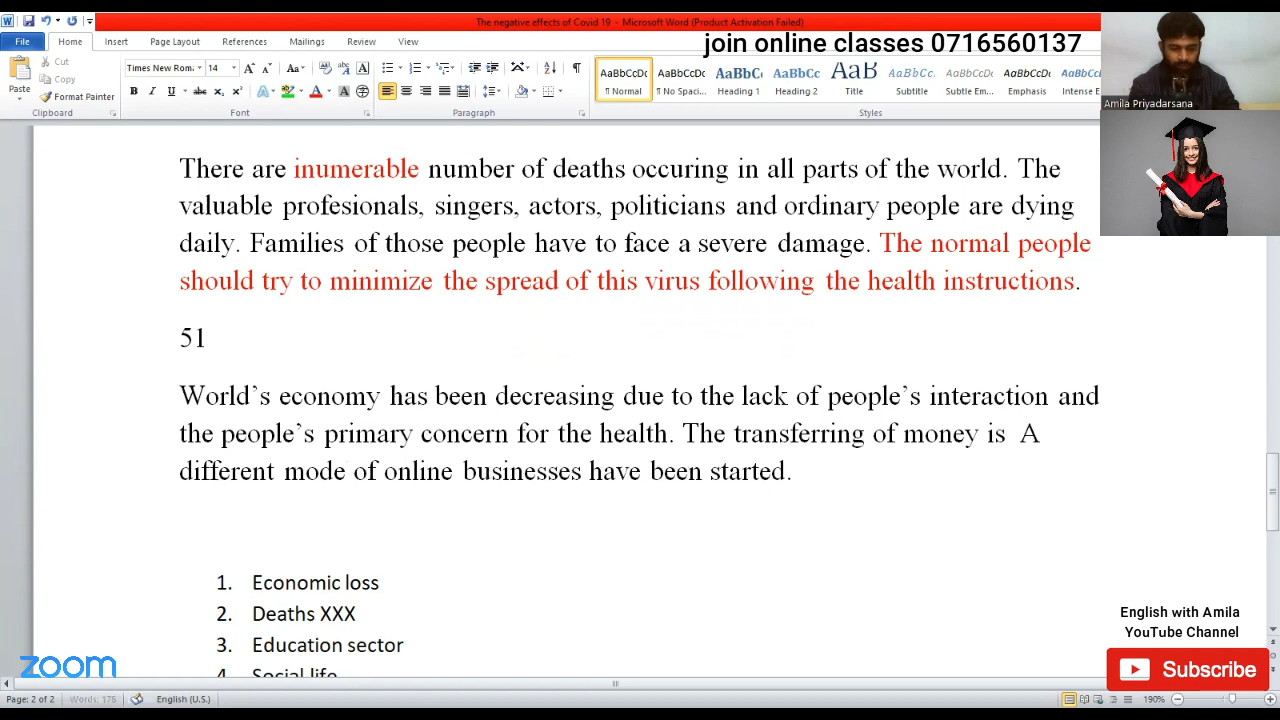 The negative effects of Covid 19 - Microsoft Word (Product Activation Failed)
File Home Insert Page Layout References Mailings Review View
join online classes 0716560137
Paste
Cut
Copy
Format Painter
Clipboard
Times New Rom 14
Font
Paragraph
AaBbCcDc AaBbCcDc AaBbC AaBbCc AaB AaBbCc. AaBbCcDc AaBbCcDc AaBbCcDc
¶ Normal ¶ No Spaci... Heading 1 Heading 2 Title Subtitle Subtle Em... Emphasis Intense E
Styles
Amila Priyadarsana
There are inumerable number of deaths occuring in all parts of the world. The
valuable profesionals, singers, actors, politicians and ordinary people are dying
daily. Families of those people have to face a severe damage. The normal people
should try to minimize the spread of this virus following the health instructions.
51
World's economy has been decreasing due to the lack of people's interaction and
the people's primary concern for the health. The transferring of money is A
different mode of online businesses have been started.
1. Economic loss
2. Deaths XXX
3. Education sector
4. Social life
English with Amila
YouTube Channel
Subscribe
zoom
Page: 2 of 2 Words: 175 English (U.S.) 190%